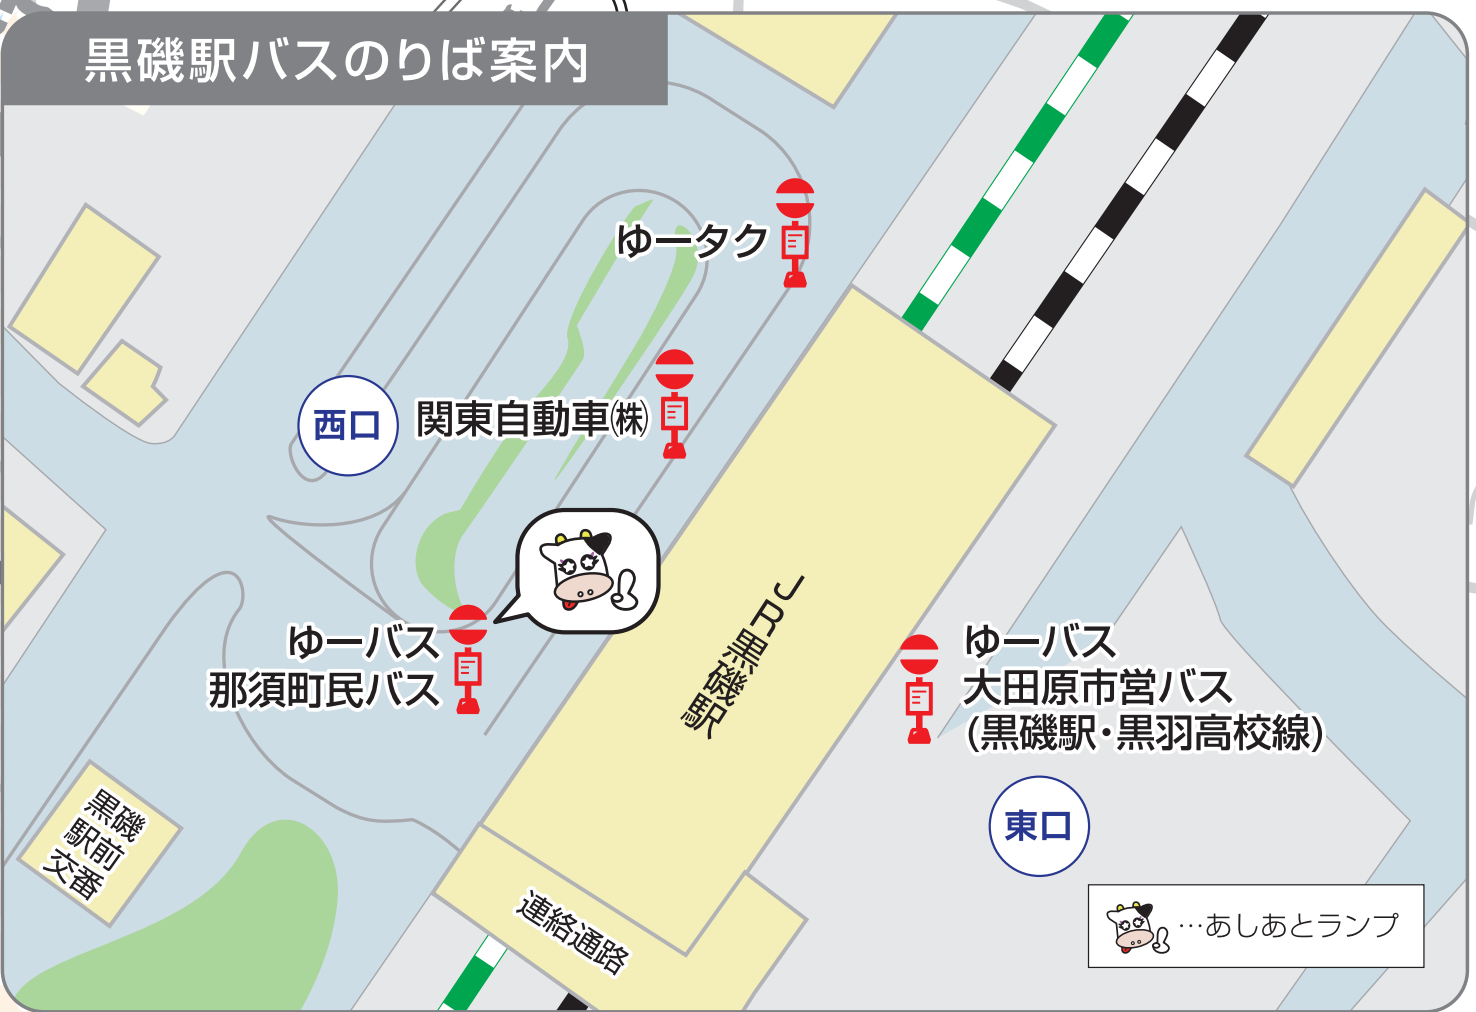 黒磯駅バスのりば案内
ゆータク
西口
関東自動車㈱
ゆーバス
那須町民バス
JR黒磯駅
ゆーバス
大田原市営バス
(黒磯駅・黒羽高校線)
東口
黒磯
駅前
交番
連絡通路
…あしあとランプ